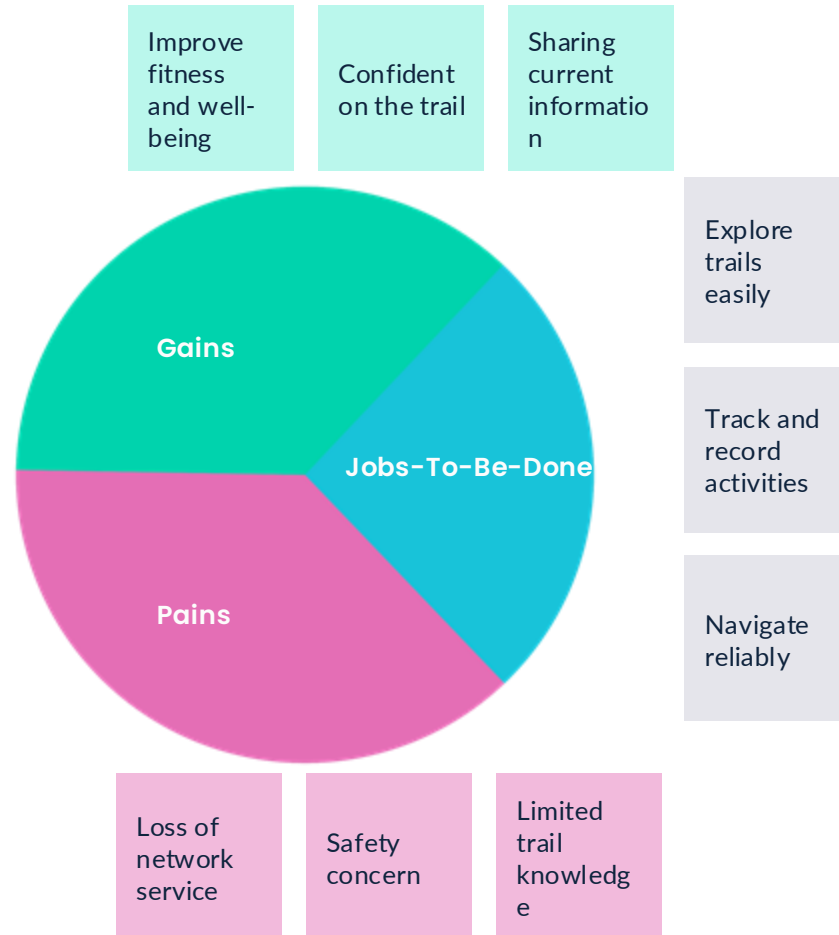 Improve
fitness
and well-
being
Confident
on the trail
Sharing
current
informatio
n
Explore
trails
easily
Gains
Track and
record
activities
Jobs-To-Be-Done
Pains
Navigate
reliably
Loss of
network
service
Safety
concern
Limited
trail
knowledg
e